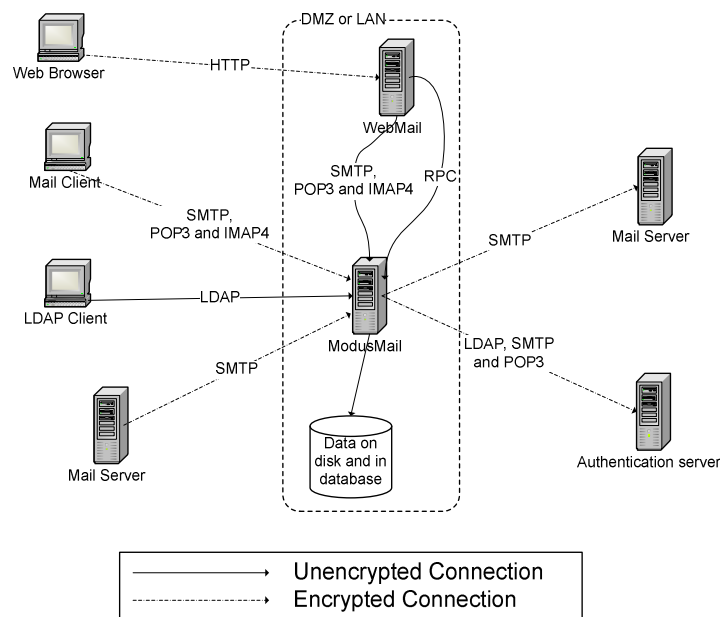 DMZ or LAN
Web Browser
HTTP
WebMail
Mail Client
SMTP,
POP3 and IMAP4
RPC
SMTP,
POP3 and IMAP4
Mail Server
SMTP
LDAP Client
LDAP
ModusMail
LDAP, SMTP
and POP3
SMTP
Mail Server
Data on
disk and in
database
Authentication server
Unencrypted Connection
Encrypted Connection